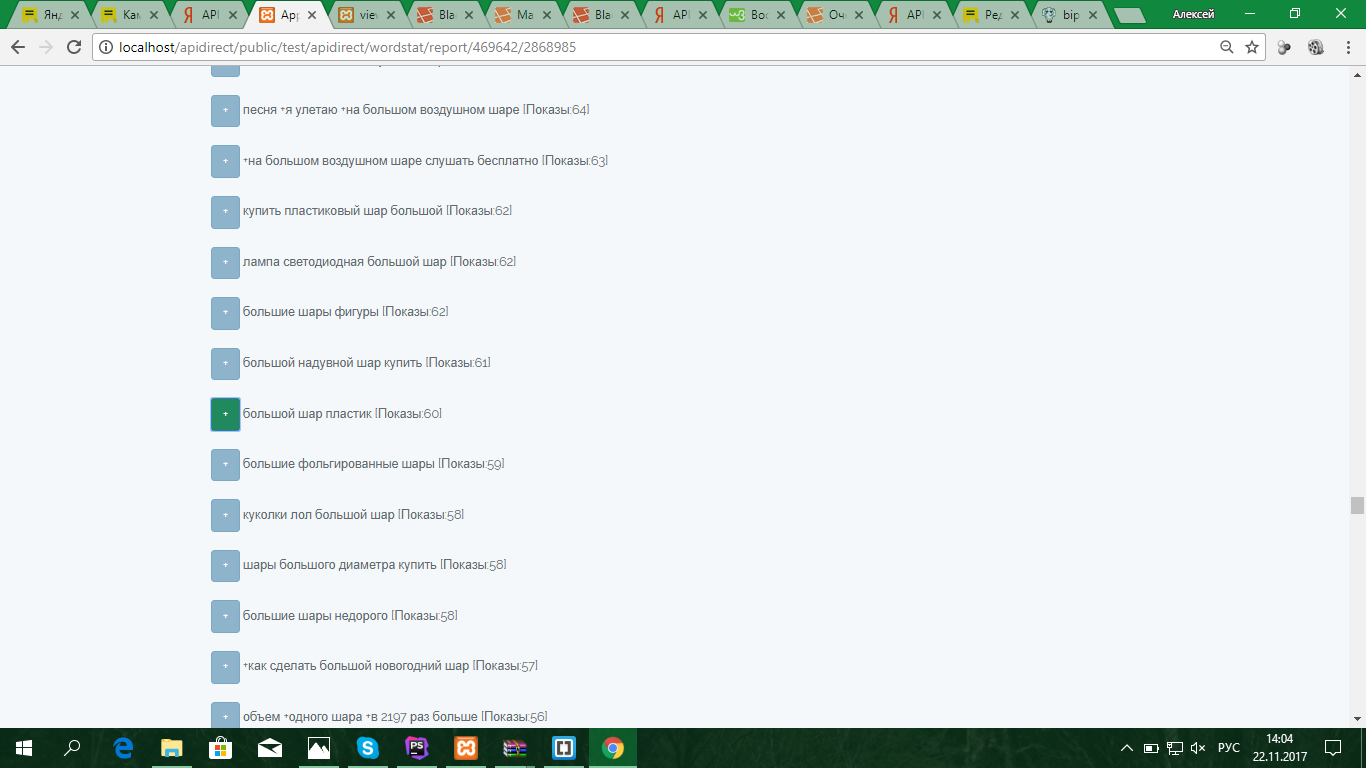 Янд
Кам
API
App
view
Blac
Ma
Blac
API
Вос
Оч
API
Ред
bip
Алексей
localhost/apidirect/public/test/apidirect/wordstat/report/469642/2868985
+ песня +я улетаю +на большом воздушном шаре [Показы:64]
+ +на большом воздушном шаре слушать бесплатно [Показы:63]
+ купить пластиковый шар большой [Показы:62]
+ лампа светодиодная большой шар [Показы:62]
+ большие шары фигуры [Показы:62]
+ большой надувной шар купить [Показы:61]
+ большой шар пластик [Показы:60]
+ большие фольгированные шары [Показы:59]
+ куколки лол большой шар [Показы:58]
+ шары большого диаметра купить [Показы:58]
+ большие шары недорого [Показы:58]
+ +как сделать большой новогодний шар [Показы:57]
+ объем +одного шара +в 2197 раз больше [Показы:56]
РУС
14:04
22.11.2017